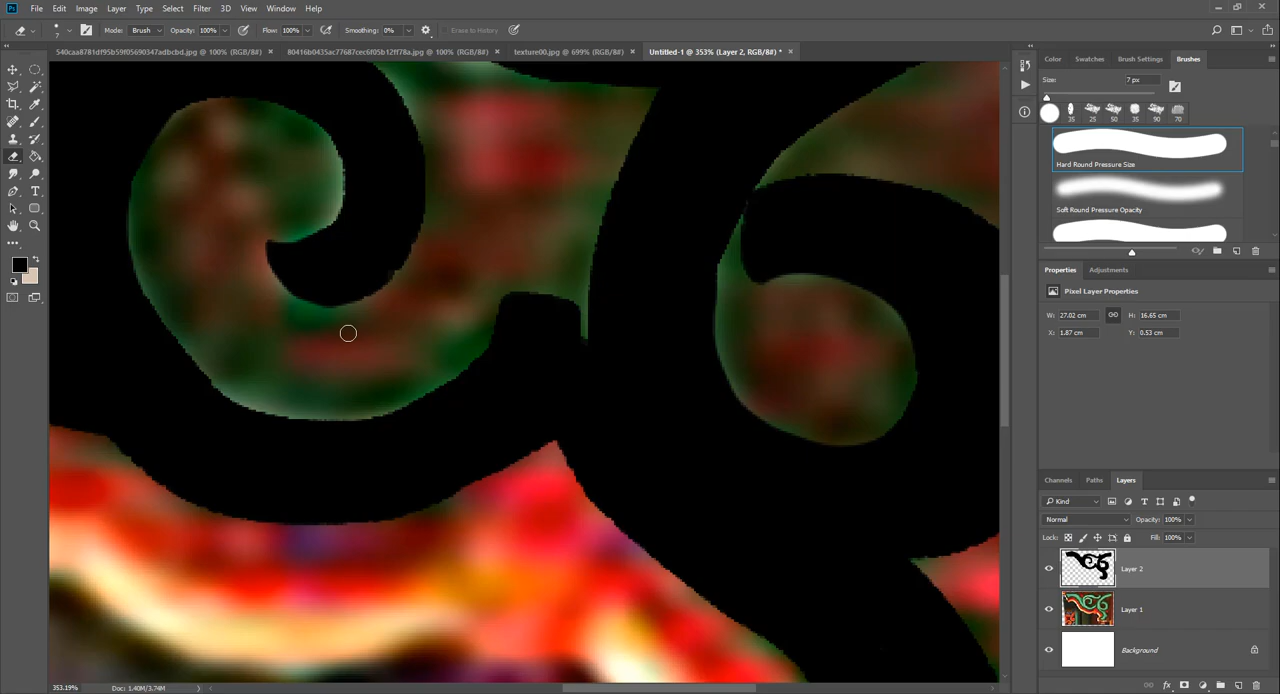 Ps File Edit Image Layer Type Select Filter 3D View Window Help
7 Mode: Brush Opacity: 100% Flow: 100% Smoothing: 0% Erase to History
540caa8781df95b59f05690347adbcbd.jpg @ 100% (RGB/8#) × 80416b0435ac77687cec6f05b12ff78a.jpg @ 100% (RGB/8#) × texture00.jpg @ 699% (RGB/8#) × Untitled-1 @ 353% (Layer 2, RGB/8#) * ×
Color Swatches Brush Settings Brushes
Size: 7 px
35 25 50 35 90 70
Hard Round Pressure Size
Soft Round Pressure Opacity
Properties Adjustments
Pixel Layer Properties
W: 27.02 cm H: 16.65 cm
X: 1.87 cm Y: 0.53 cm
Channels Paths Layers
Kind
Normal Opacity: 100%
Lock: Fill: 100%
Layer 2
Layer 1
Background
353.19% Doc: 1.40M/3.74M
fx